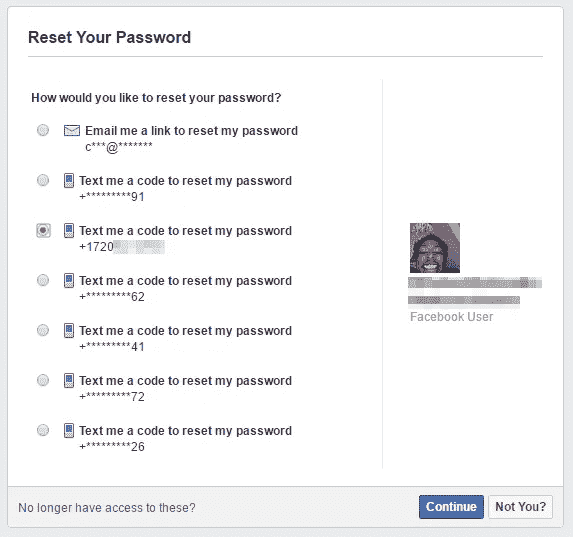 Reset Your Password
How would you like to reset your password?
Email me a link to reset my password
c***@*******
Text me a code to reset my password
+*********91
Text me a code to reset my password
+1720
Text me a code to reset my password
+*********62
Text me a code to reset my password
+*********41
Text me a code to reset my password
+*********72
Text me a code to reset my password
+*********26
Facebook User
No longer have access to these?
Continue
Not You?